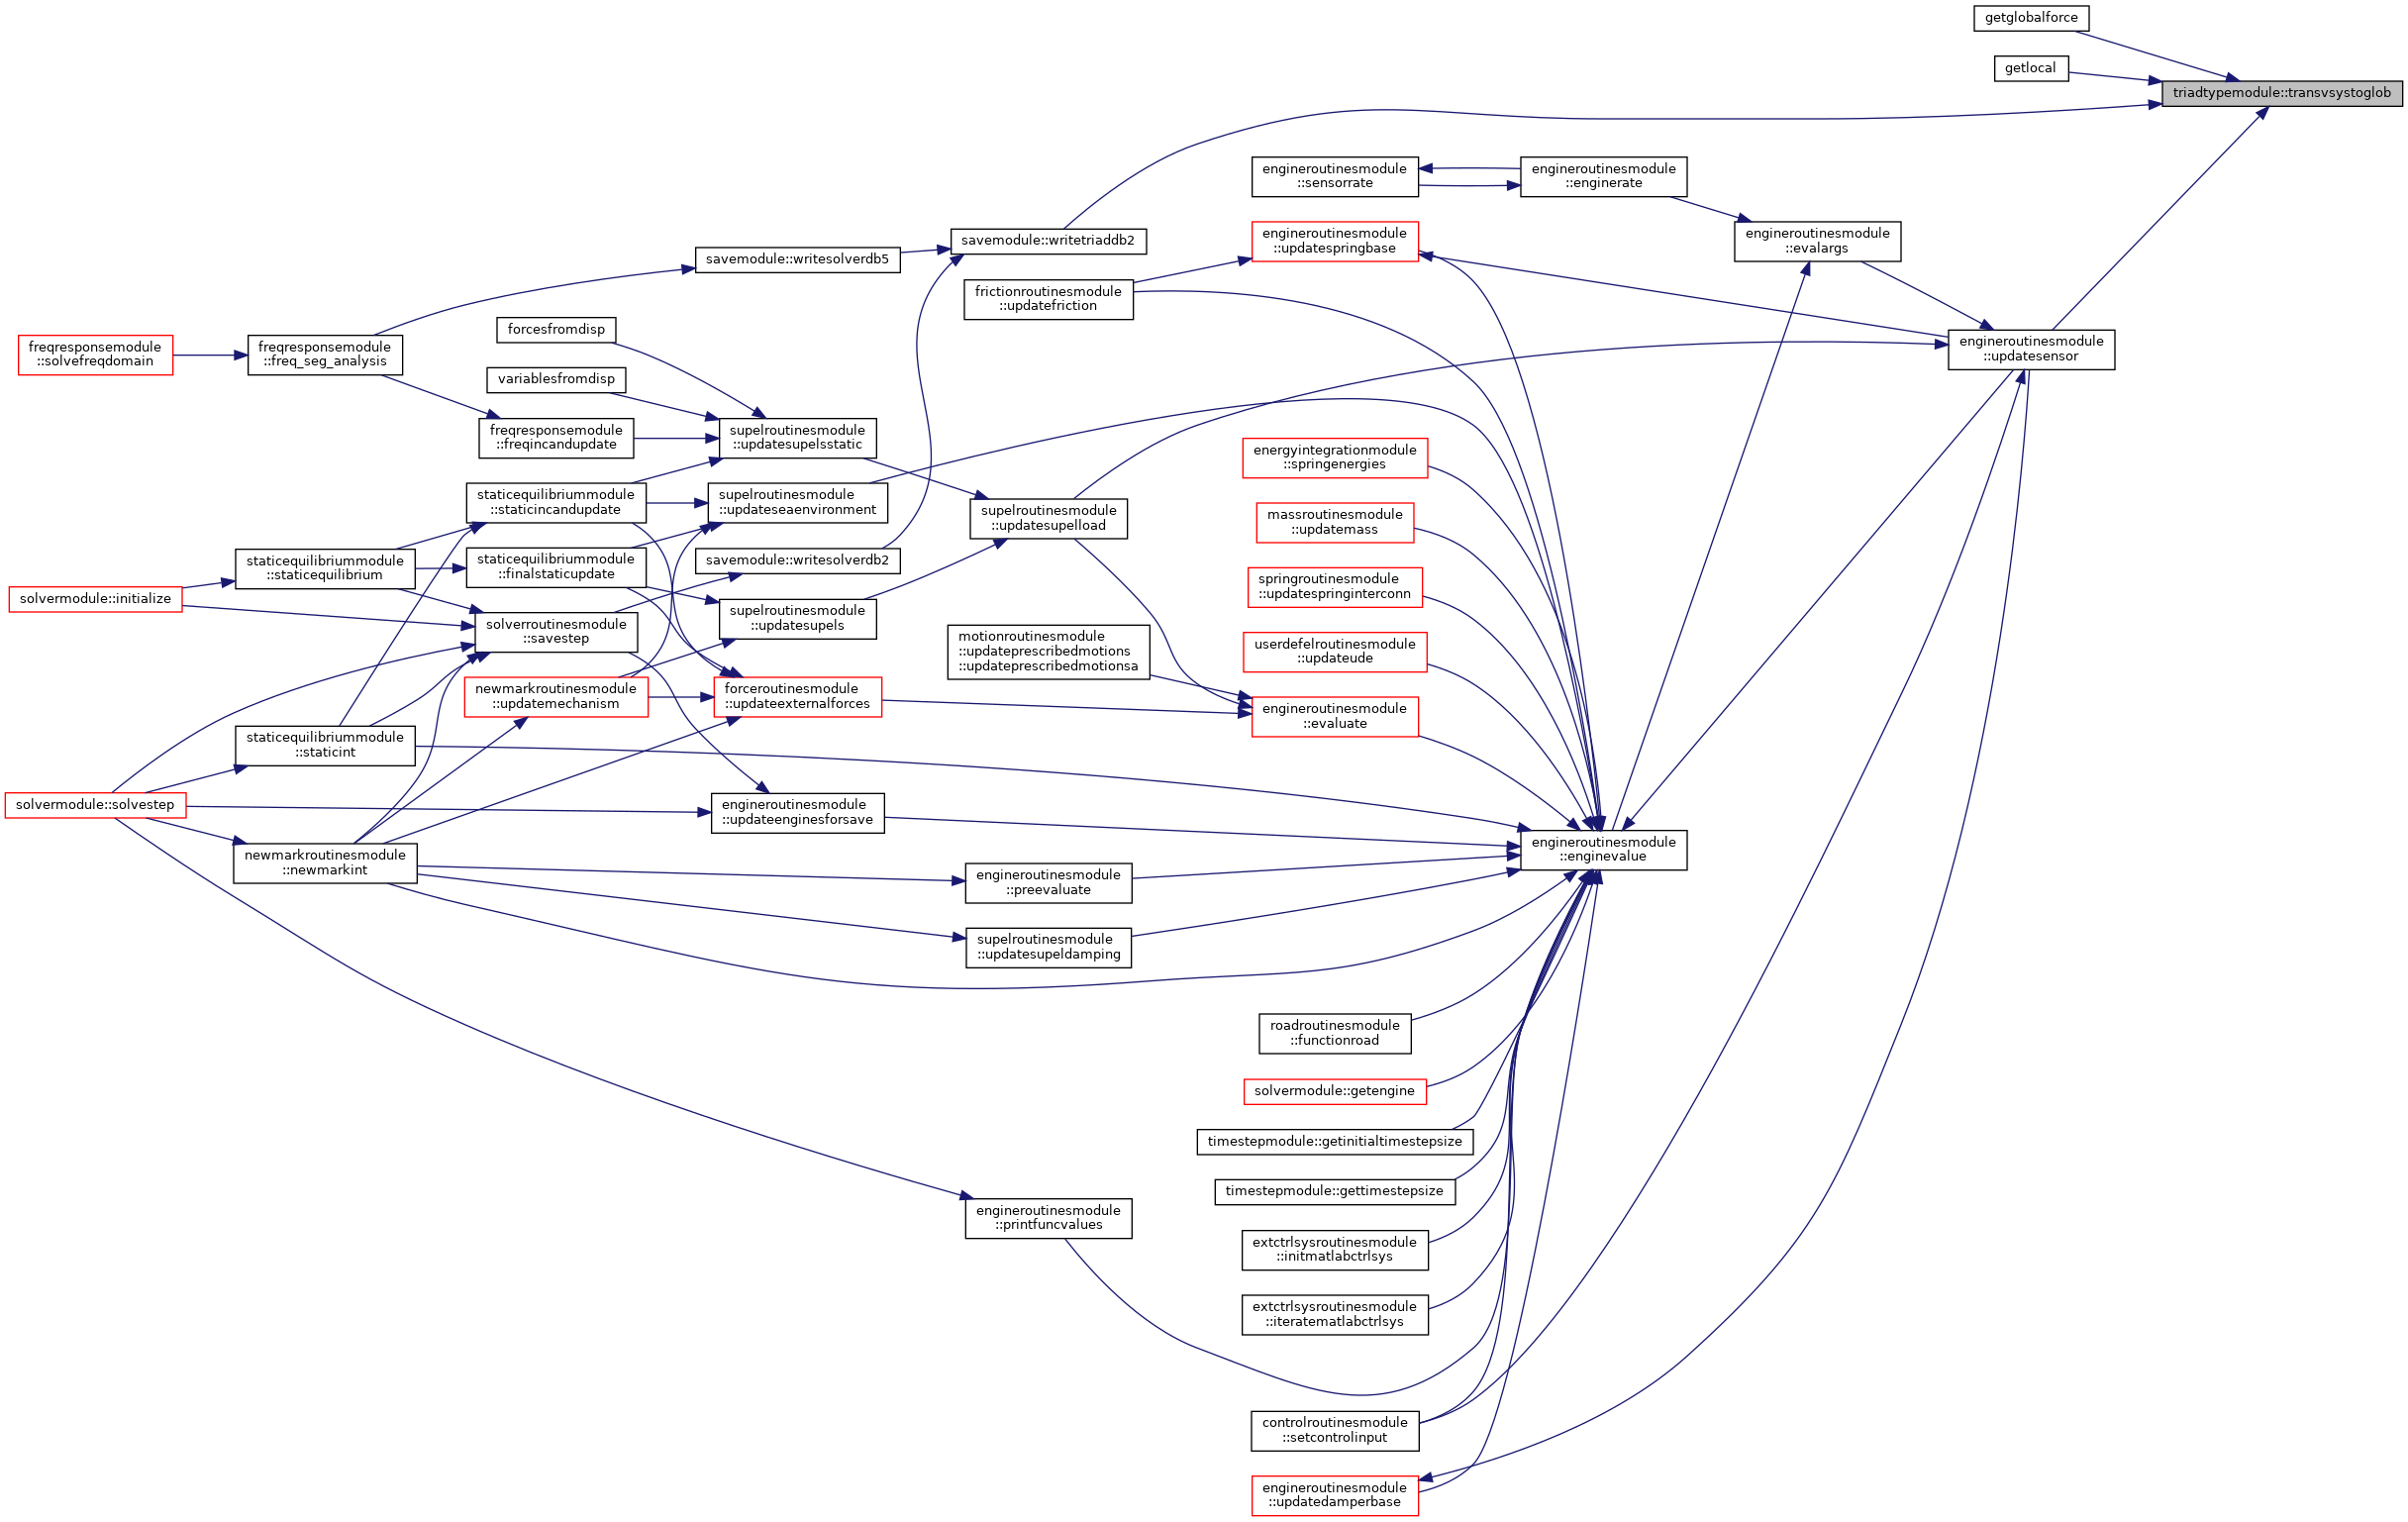 getglobalforce
getlocal
triadtypemodule::transvsystoglob
engineroutinesmodule
::sensorrate
engineroutinesmodule
::enginerate
engineroutinesmodule
::evalargs
engineroutinesmodule
::updatespringbase
savemodule::writetriaddb2
savemodule::writesolverdb5
frictionroutinesmodule
::updatefriction
engineroutinesmodule
::updatesensor
forcesfromdisp
freqresponsemodule
::solvefreqdomain
freqresponsemodule
::freq_seg_analysis
variablesfromdisp
freqresponsemodule
::freqincandupdate
supelroutinesmodule
::updatesupelsstatic
energyintegrationmodule
::springenergies
staticequilibriummodule
::staticincandupdate
supelroutinesmodule
::updateseaenvironment
supelroutinesmodule
::updatesupelload
massroutinesmodule
::updatemass
staticequilibriummodule
::staticequilibrium
staticequilibriummodule
::finalstaticupdate
savemodule::writesolverdb2
springroutinesmodule
::updatespringinterconn
solvermodule::initialize
solverroutinesmodule
::savestep
supelroutinesmodule
::updatesupels
motionroutinesmodule
::updateprescribedmotions
::updateprescribedmotionsa
userdefelroutinesmodule
::updateude
newmarkroutinesmodule
::updatemechanism
forceroutinesmodule
::updateexternalforces
engineroutinesmodule
::evaluate
staticequilibriummodule
::staticint
solvermodule::solvestep
engineroutinesmodule
::updateenginesforsave
engineroutinesmodule
::enginevalue
newmarkroutinesmodule
::newmarkint
engineroutinesmodule
::preevaluate
supelroutinesmodule
::updatesupeldamping
roadroutinesmodule
::functionroad
solvermodule::getengine
timestepmodule::getinitialtimestepsize
timestepmodule::gettimestepsize
engineroutinesmodule
::printfuncvalues
extctrlsysroutinesmodule
::initmatlabctrlsys
extctrlsysroutinesmodule
::iteratematlabctrlsys
controlroutinesmodule
::setcontrolinput
engineroutinesmodule
::updatedamperbase